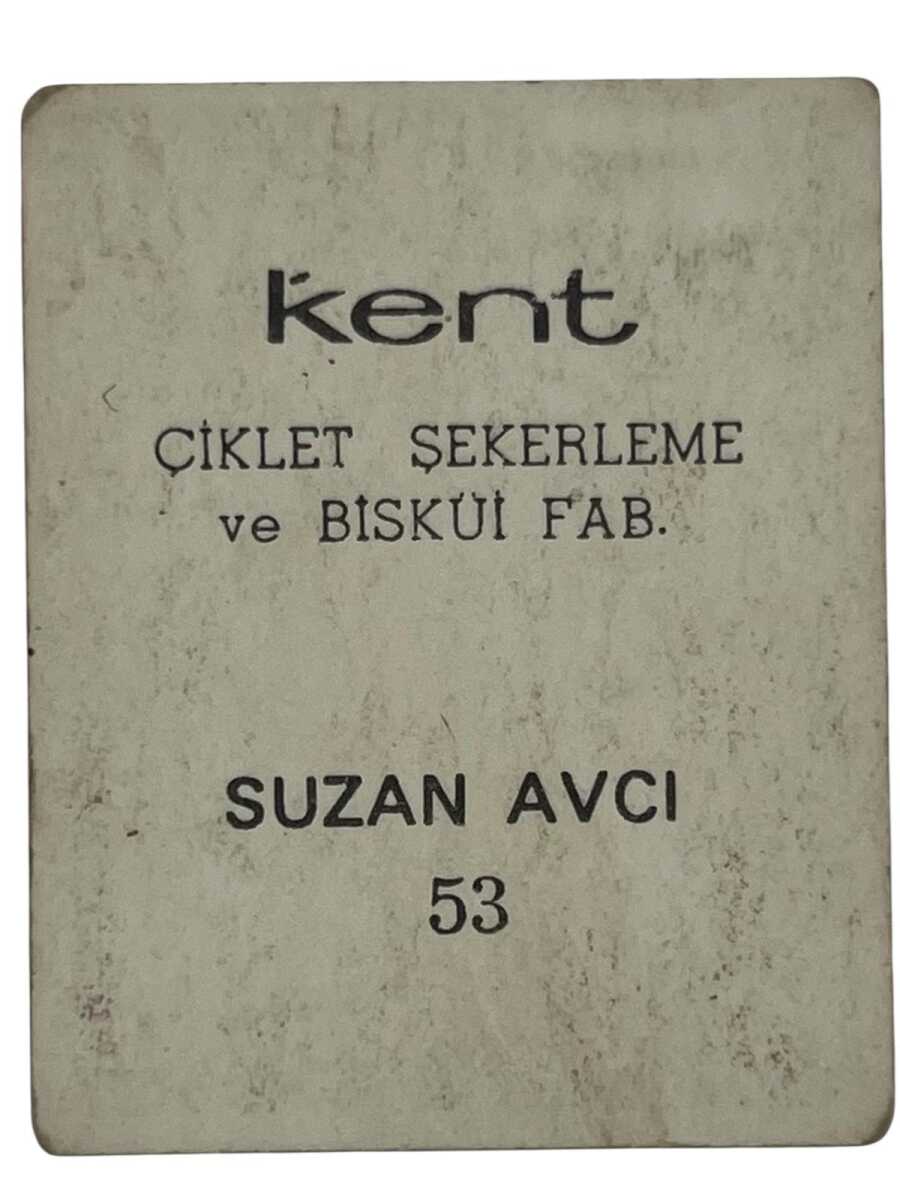 kent
ÇİKLET ŞEKERLEME
ve BİSKÜİ FAB.
SUZAN AVCI
53